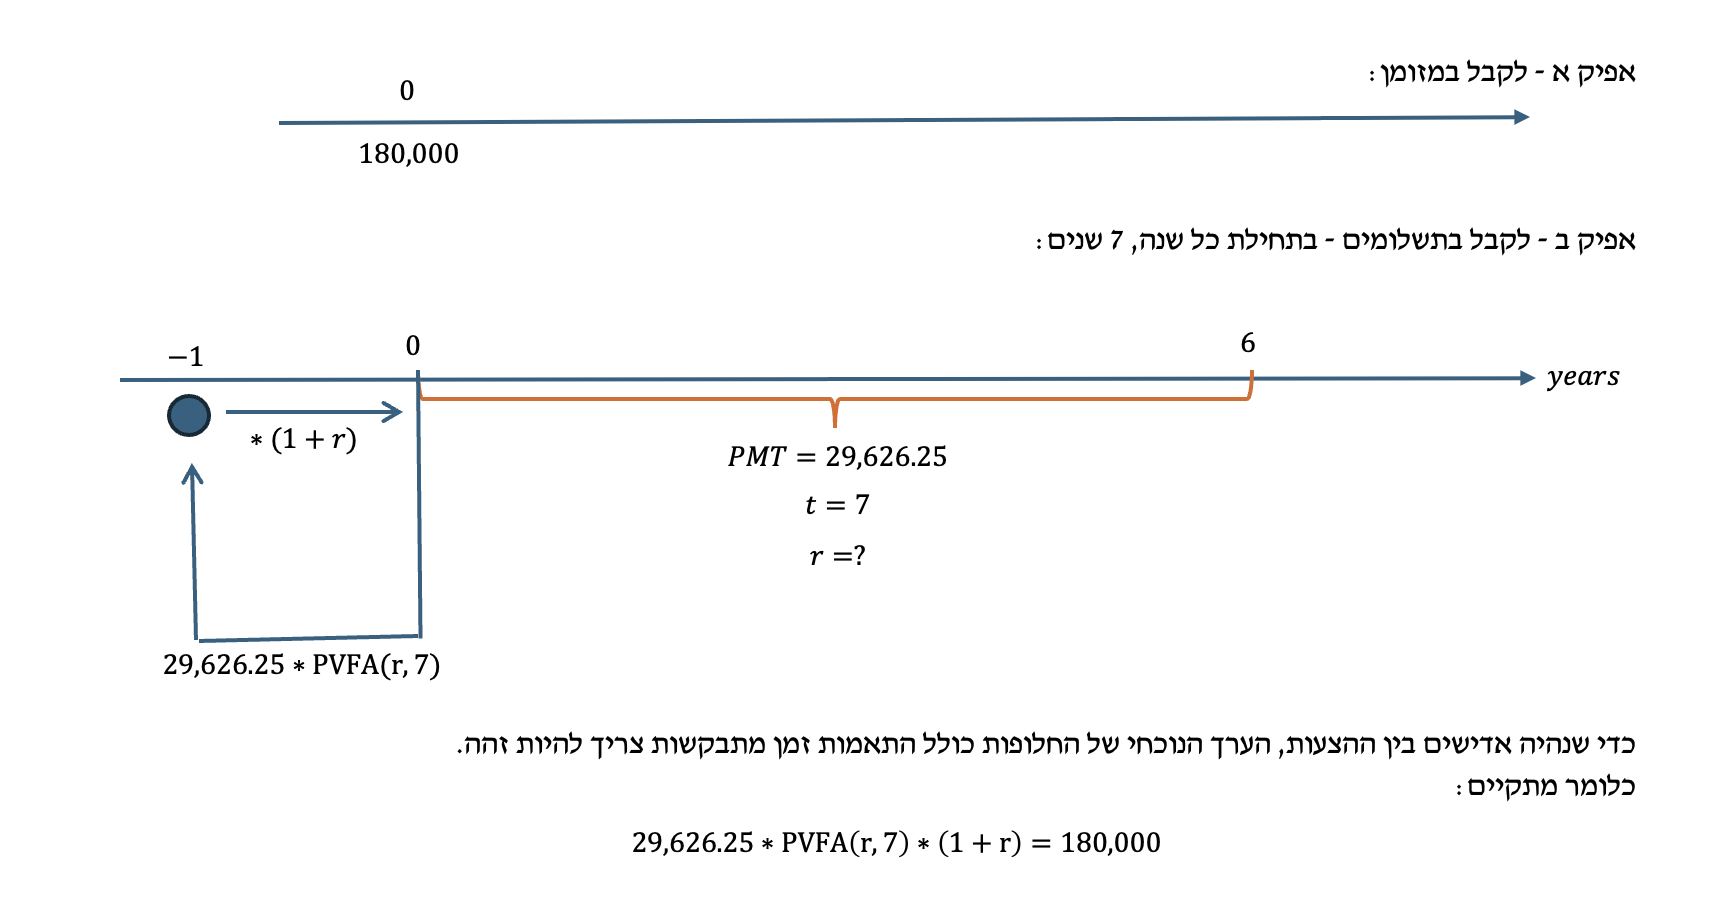 אפיק א - לקבל במזומן:
0
180,000
אפיק ב - לקבל בתשלומים - בתחילת כל שנה, 7 שנים:
−1
0
6
years
∗ (1 + r)
PMT = 29,626.25
t = 7
r =?
29,626.25 ∗ PVFA(r, 7)
כדי שנהיה אדישים בין ההצעות, הערך הנוכחי של החלופות כולל התאמות זמן מתבקשות צריך להיות זהה.
כלומר מתקיים:
29,626.25 ∗ PVFA(r, 7) ∗ (1 + r) = 180,000